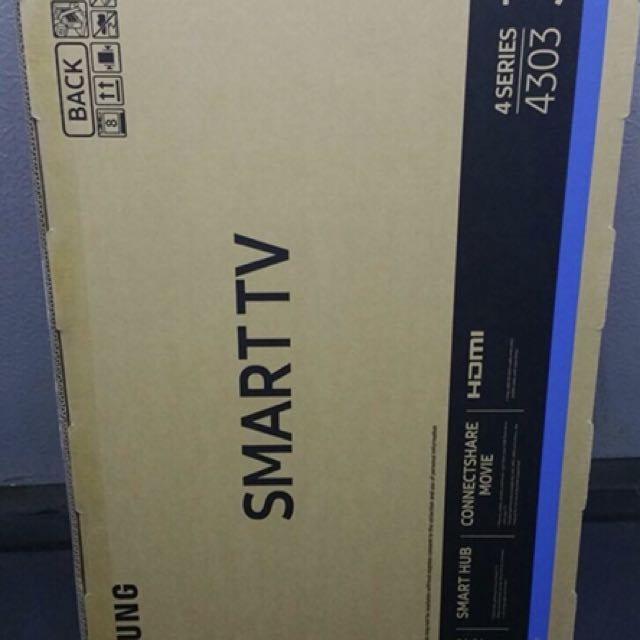 BACK
4 SERIES
4303
SMART TV
HDMI
CONNECTSHARE
MOVIE
SMART HUB
UNG